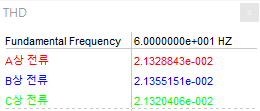 THD
Fundamental Frequency 6.0000000e+001 HZ
A상 전류 2.1328843e-002
B상 전류 2.1355151e-002
C상 전류 2.1320406e-002